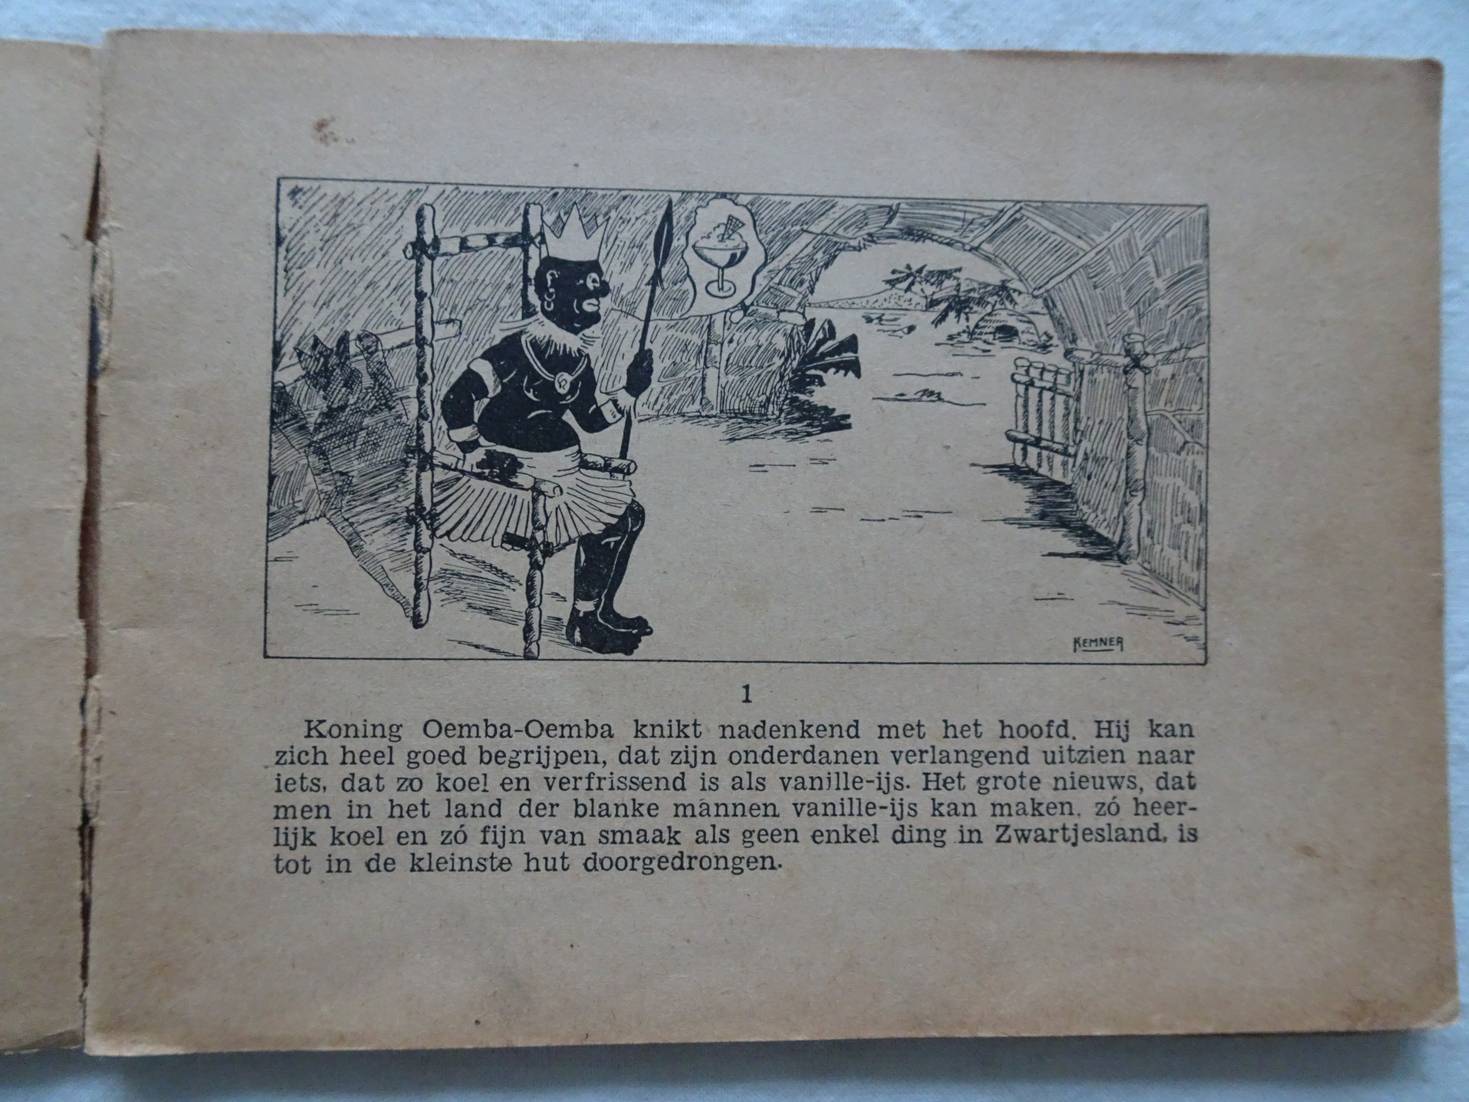 KEMNER
1
Koning Oemba-Oemba knikt nadenkend met het hoofd. Hij kan
zich heel goed begrijpen, dat zijn onderdanen verlangend uitzien naar
iets, dat zo koel en verfrissend is als vanille-ijs. Het grote nieuws, dat
men in het land der blanke mannen vanille-ijs kan maken, zó heer-
lijk koel en zó fijn van smaak als geen enkel ding in Zwartjesland, is
tot in de kleinste hut doorgedrongen.